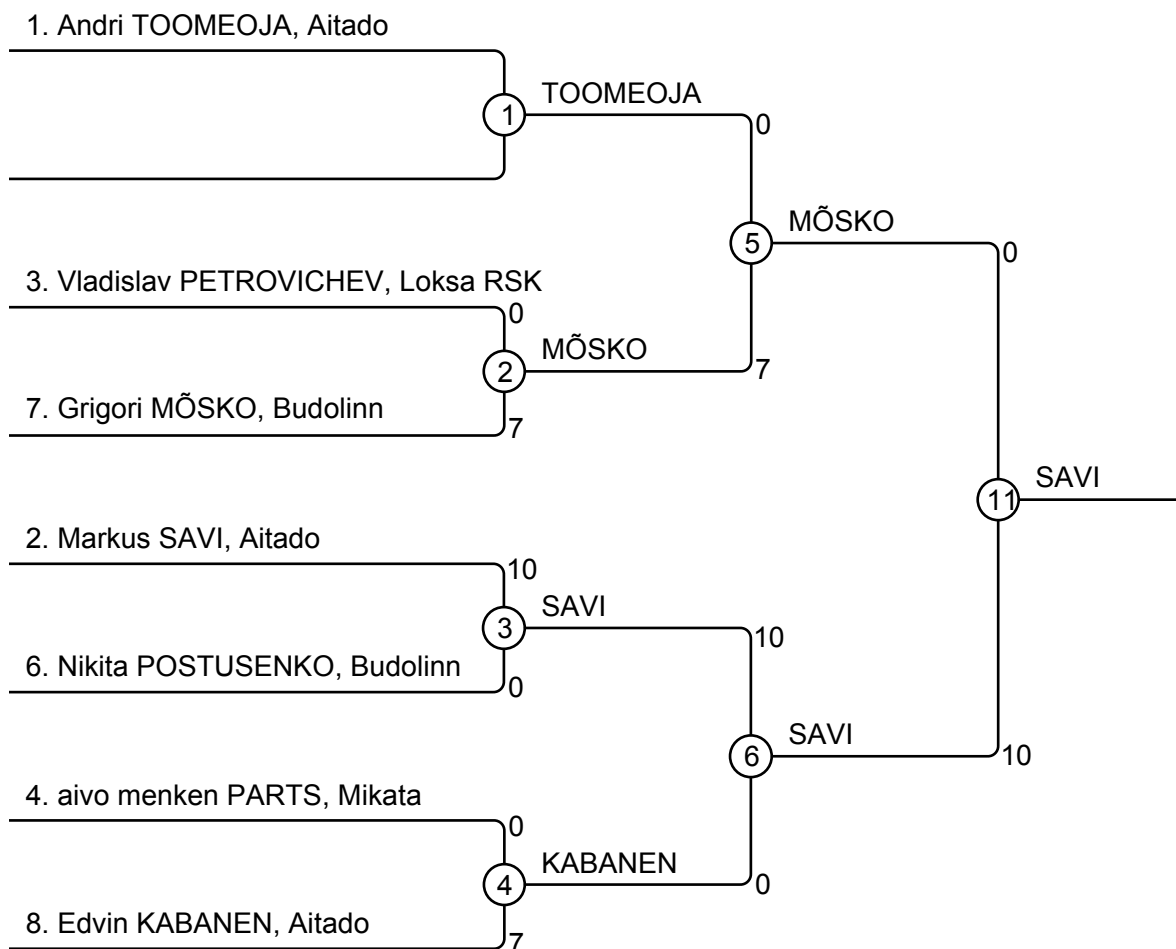 1. Andri TOOMEOJA, Aitado
1
TOOMEOJA
0
5
MÕSKO
0
3. Vladislav PETROVICHEV, Loksa RSK
0
2
MÕSKO
7
7. Grigori MÕSKO, Budolinn
7
11
SAVI
2. Markus SAVI, Aitado
10
3
SAVI
10
6. Nikita POSTUSENKO, Budolinn
0
6
SAVI
10
4. aivo menken PARTS, Mikata
0
4
KABANEN
0
8. Edvin KABANEN, Aitado
7